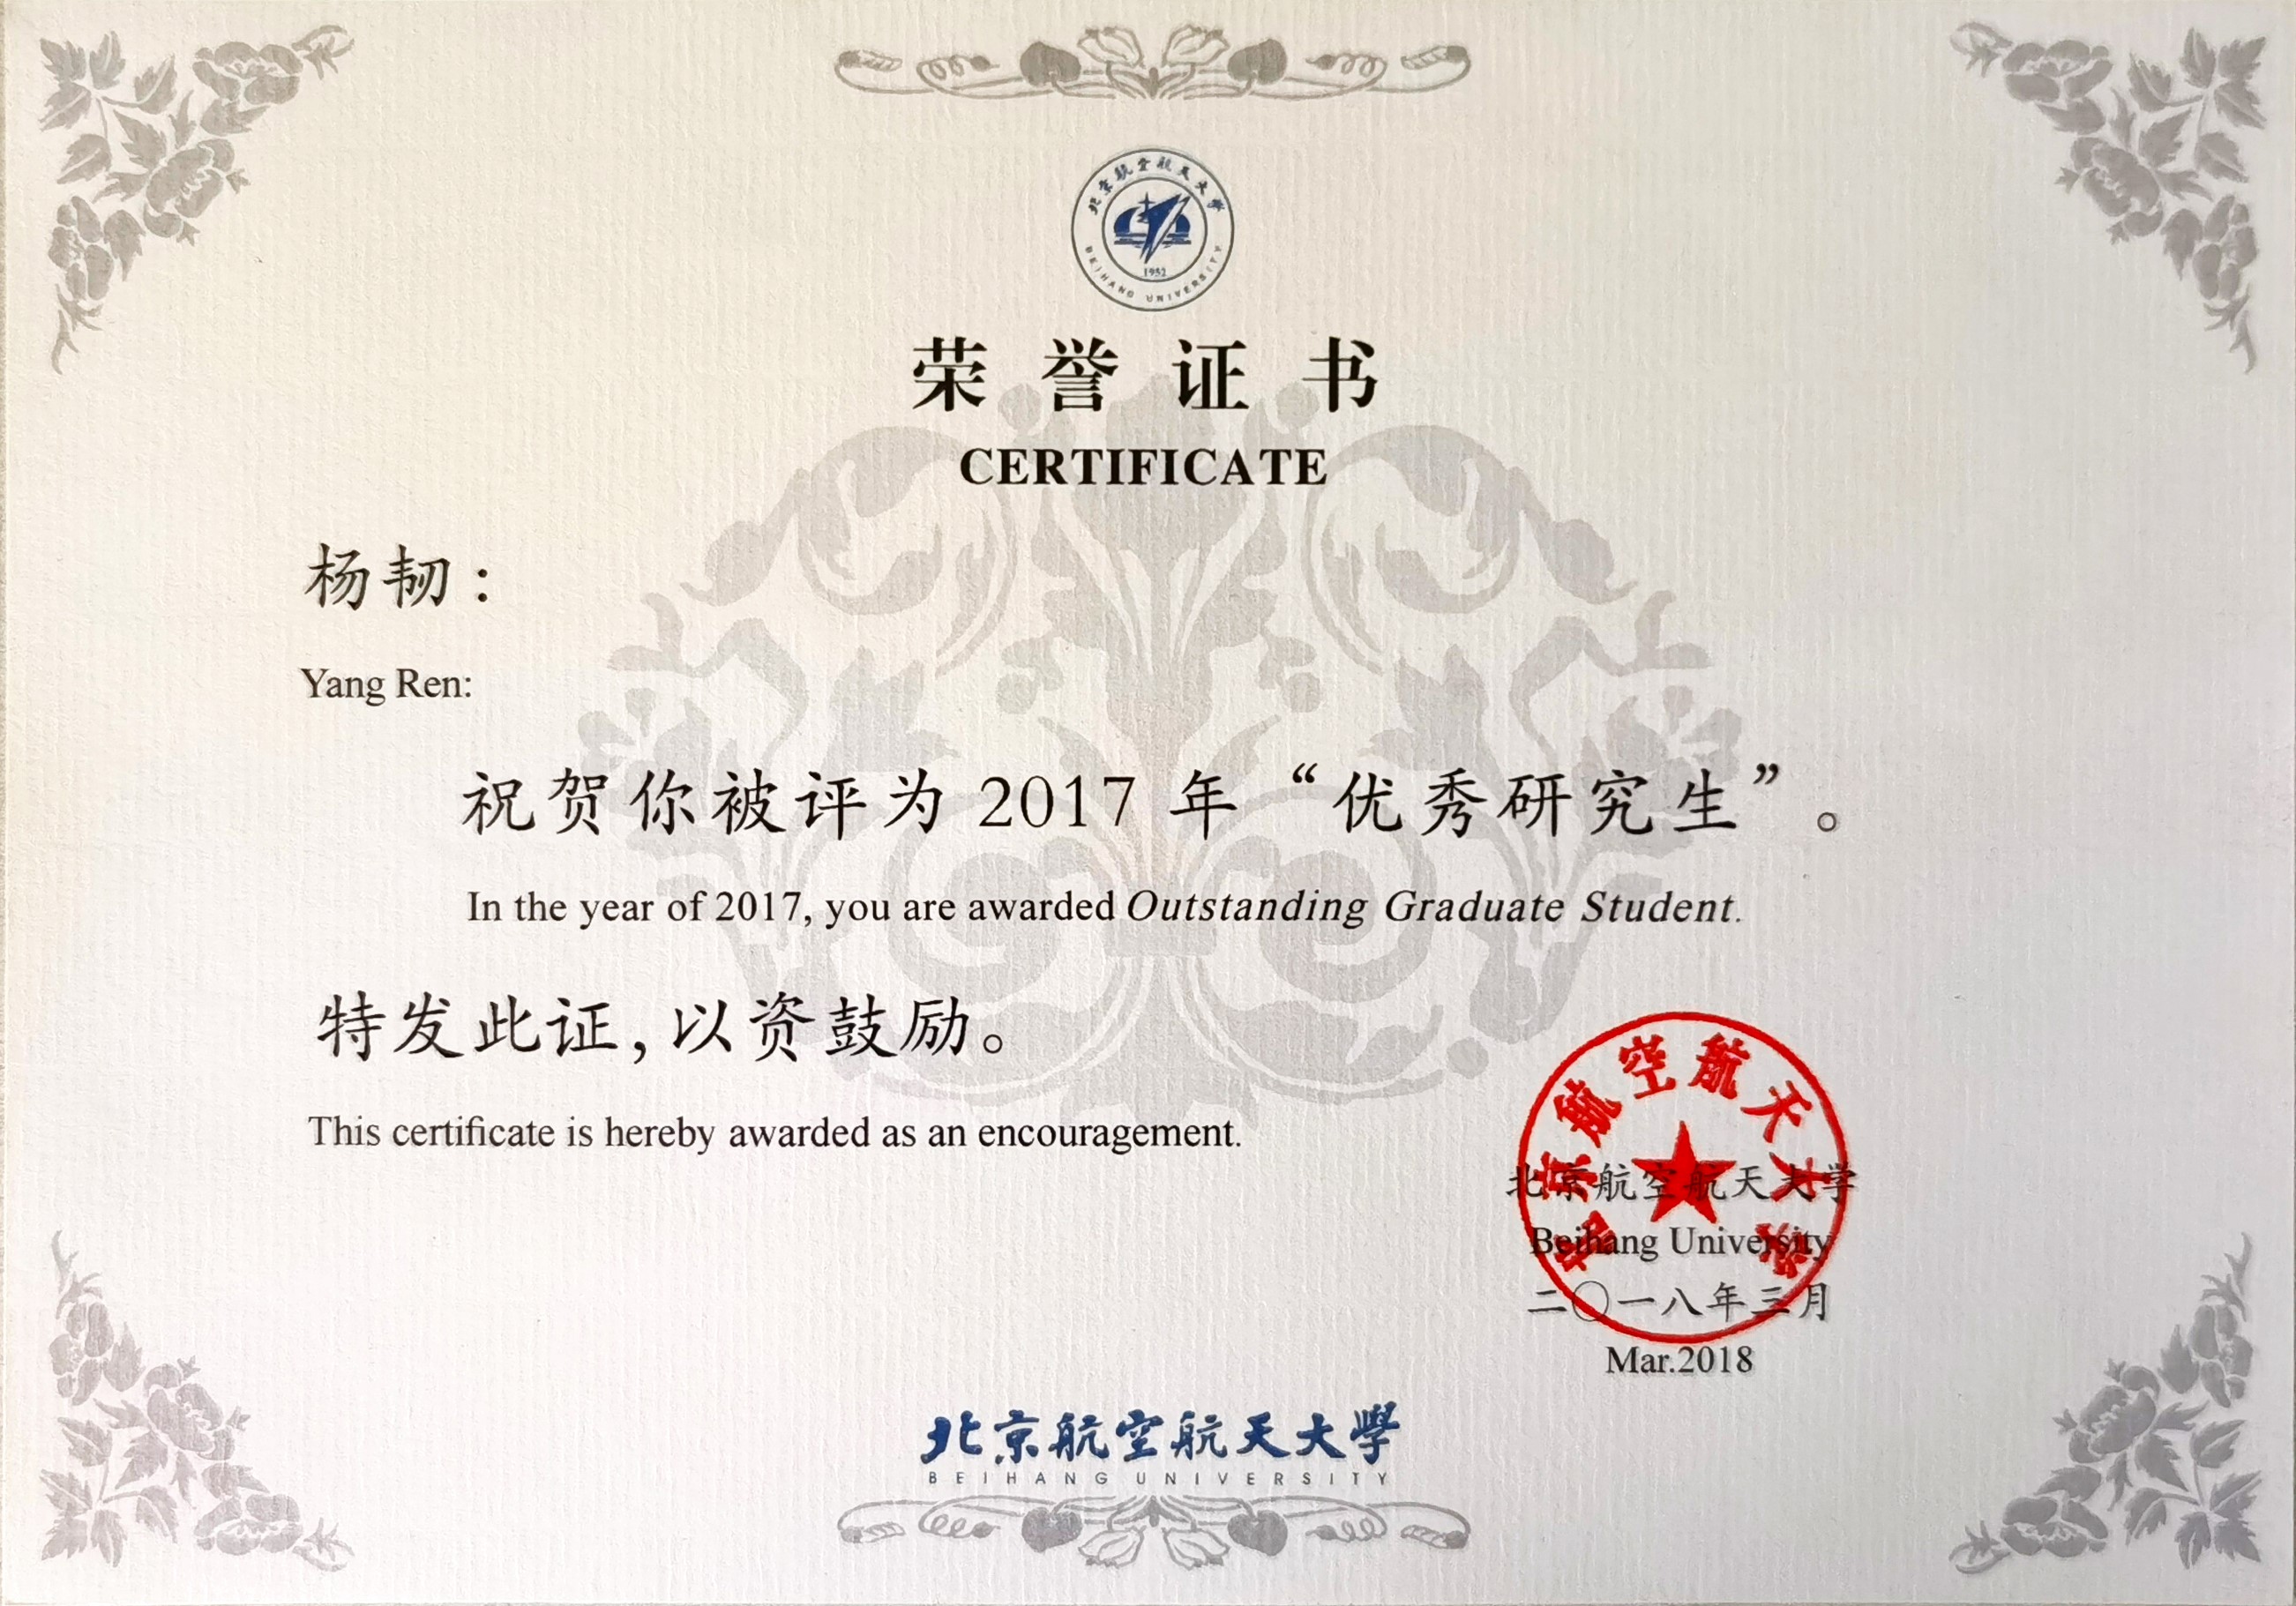 北京航空航天大学
1952
BEIHANG UNIVERSITY
荣誉证书
CERTIFICATE
杨韧:
Yang Ren:
祝贺你被评为 2017 年“优秀研究生”。
In the year of 2017, you are awarded Outstanding Graduate Student.
特发此证,以资鼓励。
This certificate is hereby awarded as an encouragement.
北京航空航天大学
北京航空航天大学
Beihang University
二〇一八年三月
Mar.2018
北京航空航天大學
BEIHANG UNIVERSITY